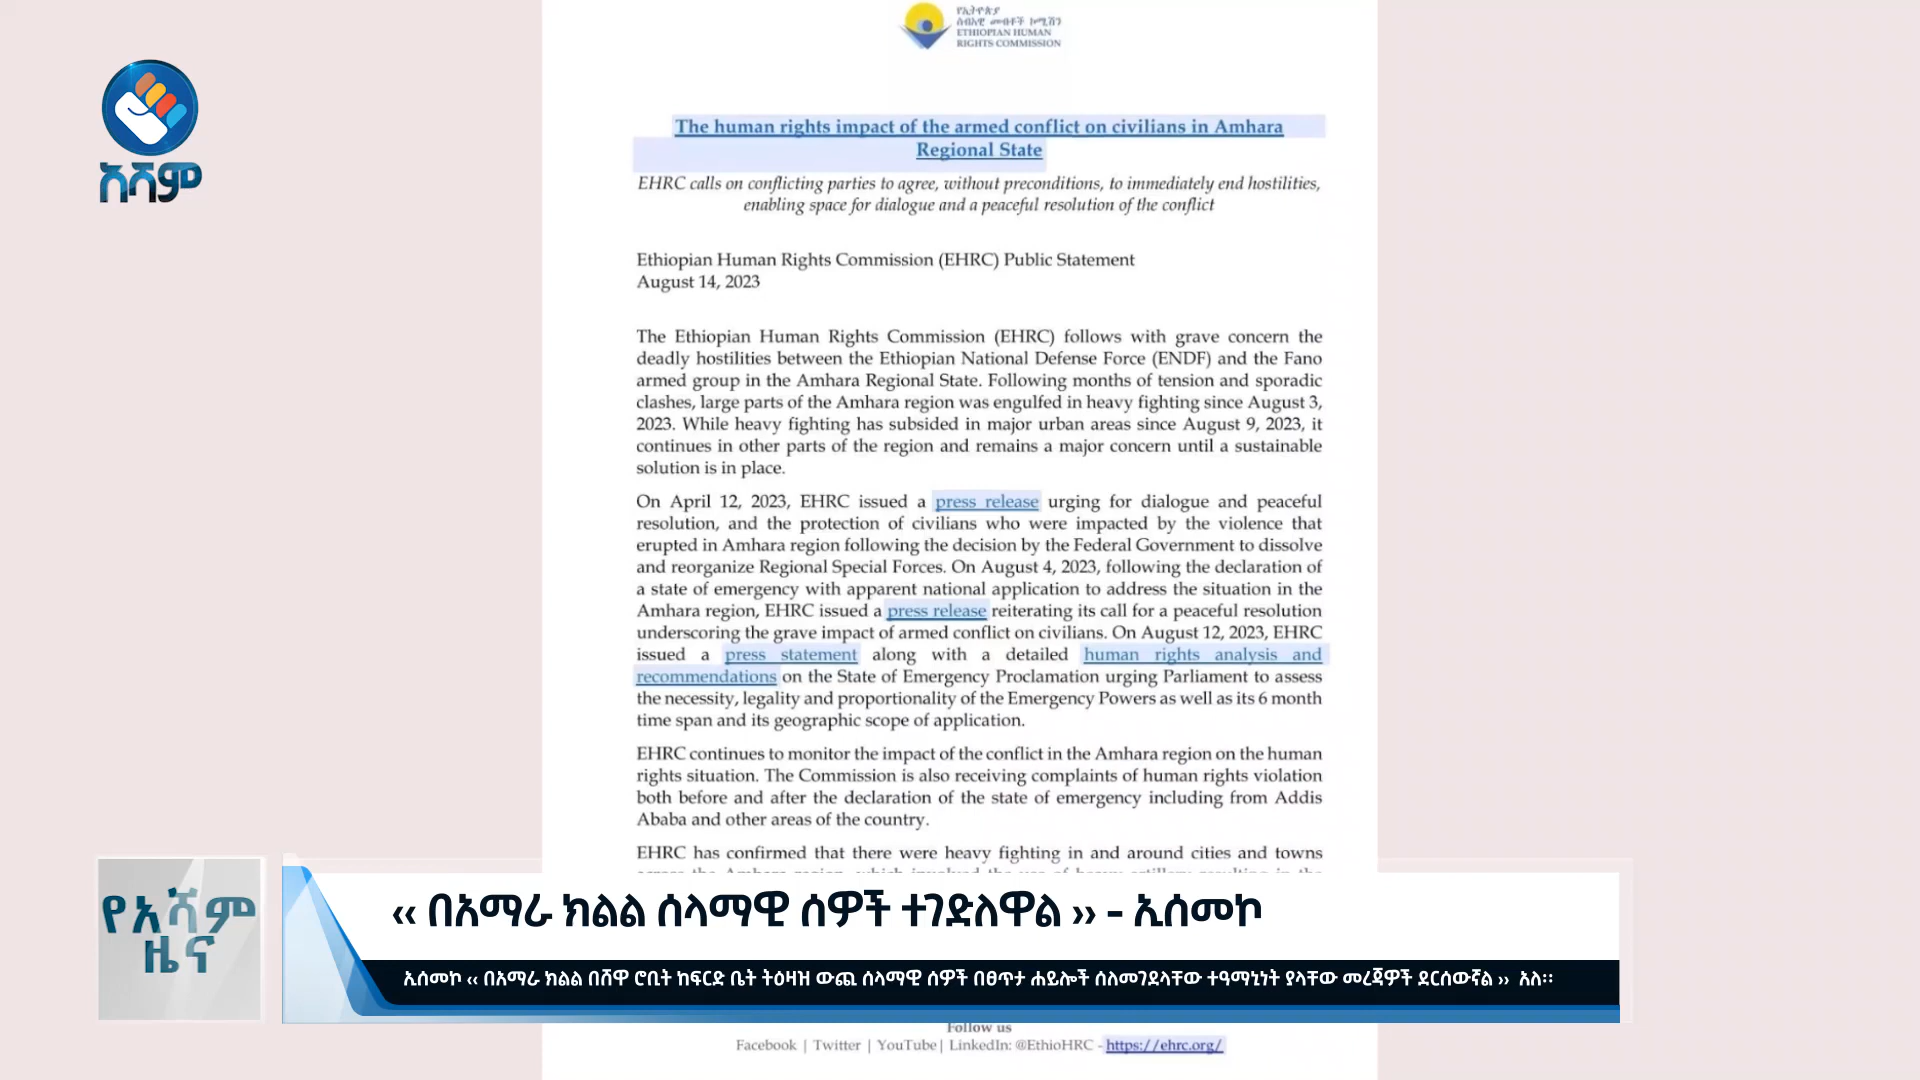 የኢትዮጵያ
ሰብአዊ መብቶች ኮሚሽን
ETHIOPIAN HUMAN
RIGHTS COMMISSION
አሻም
The human rights impact of the armed conflict on civilians in Amhara
Regional State
EHRC calls on conflicting parties to agree, without preconditions, to immediately end hostilities,
enabling space for dialogue and a peaceful resolution of the conflict
Ethiopian Human Rights Commission (EHRC) Public Statement
August 14, 2023
The Ethiopian Human Rights Commission (EHRC) follows with grave concern the
deadly hostilities between the Ethiopian National Defense Force (ENDF) and the Fano
armed group in the Amhara Regional State. Following months of tension and sporadic
clashes, large parts of the Amhara region was engulfed in heavy fighting since August 3,
2023. While heavy fighting has subsided in major urban areas since August 9, 2023, it
continues in other parts of the region and remains a major concern until a sustainable
solution is in place.
On April 12, 2023, EHRC issued a press release urging for dialogue and peaceful
resolution, and the protection of civilians who were impacted by the violence that
erupted in Amhara region following the decision by the Federal Government to dissolve
and reorganize Regional Special Forces. On August 4, 2023, following the declaration of
a state of emergency with apparent national application to address the situation in the
Amhara region, EHRC issued a press release reiterating its call for a peaceful resolution
underscoring the grave impact of armed conflict on civilians. On August 12, 2023, EHRC
issued a press statement along with a detailed human rights analysis and
recommendations on the State of Emergency Proclamation urging Parliament to assess
the necessity, legality and proportionality of the Emergency Powers as well as its 6 month
time span and its geographic scope of application.
EHRC continues to monitor the impact of the conflict in the Amhara region on the human
rights situation. The Commission is also receiving complaints of human rights violation
both before and after the declaration of the state of emergency including from Addis
Ababa and other areas of the country.
EHRC has confirmed that there were heavy fighting in and around cities and towns
የአሻም
ዜና
‹‹ በአማራ ክልል ሰላማዊ ሰዎች ተገድለዋል ›› - ኢሰመኮ
ኢሰመኮ ‹‹ በአማራ ክልል በሸዋ ሮቢት ከፍርድ ቤት ትዕዛዝ ውጪ ሰላማዊ ሰዎች በፀጥታ ሐይሎች ስለመገደላቸው ተዓማኒነት ያላቸው መረጃዎች ደርሰውኛል ›› አለ፡፡
Follow us
Facebook | Twitter | YouTube| LinkedIn: @EthioHRC - https://ehrc.org/